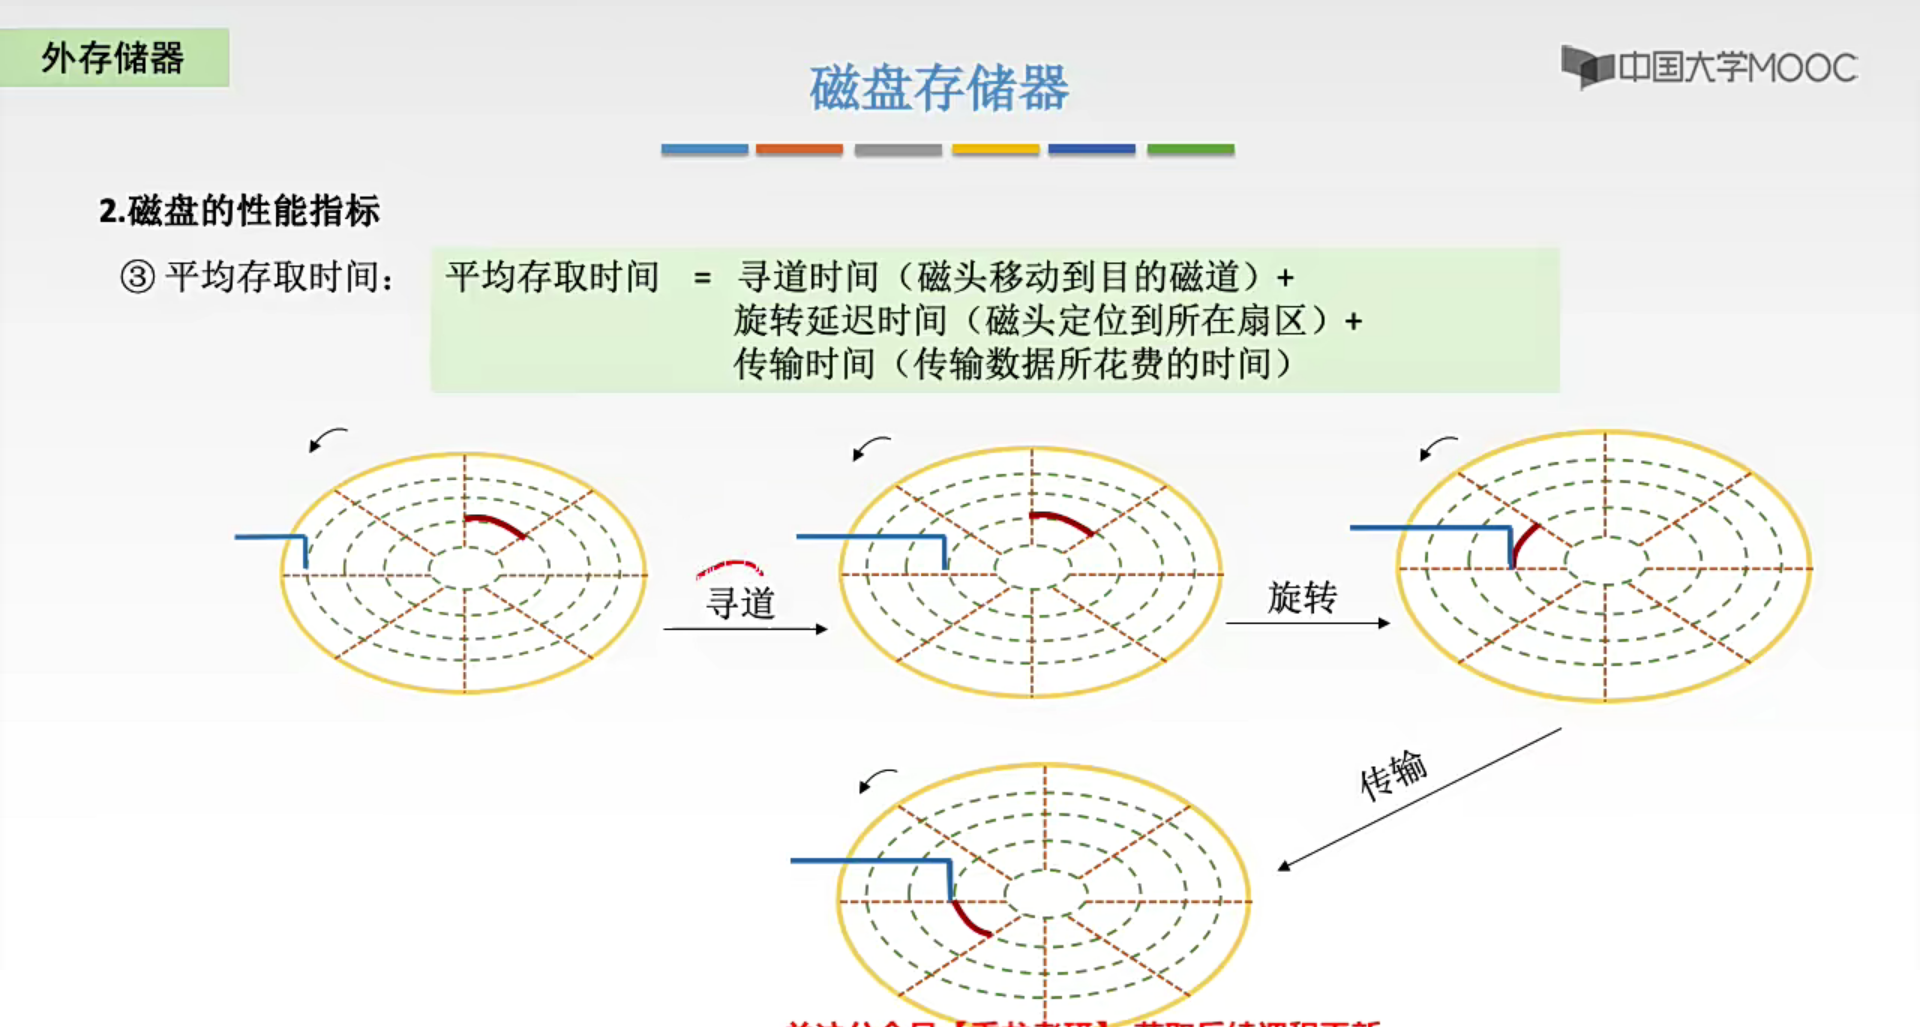 外存储器
磁盘存储器
中国大学MOOC
2.磁盘的性能指标
③ 平均存取时间：
平均存取时间 = 寻道时间（磁头移动到目的磁道）+
旋转延迟时间（磁头定位到所在扇区）+
传输时间（传输数据所花费的时间）
寻道
旋转
传输